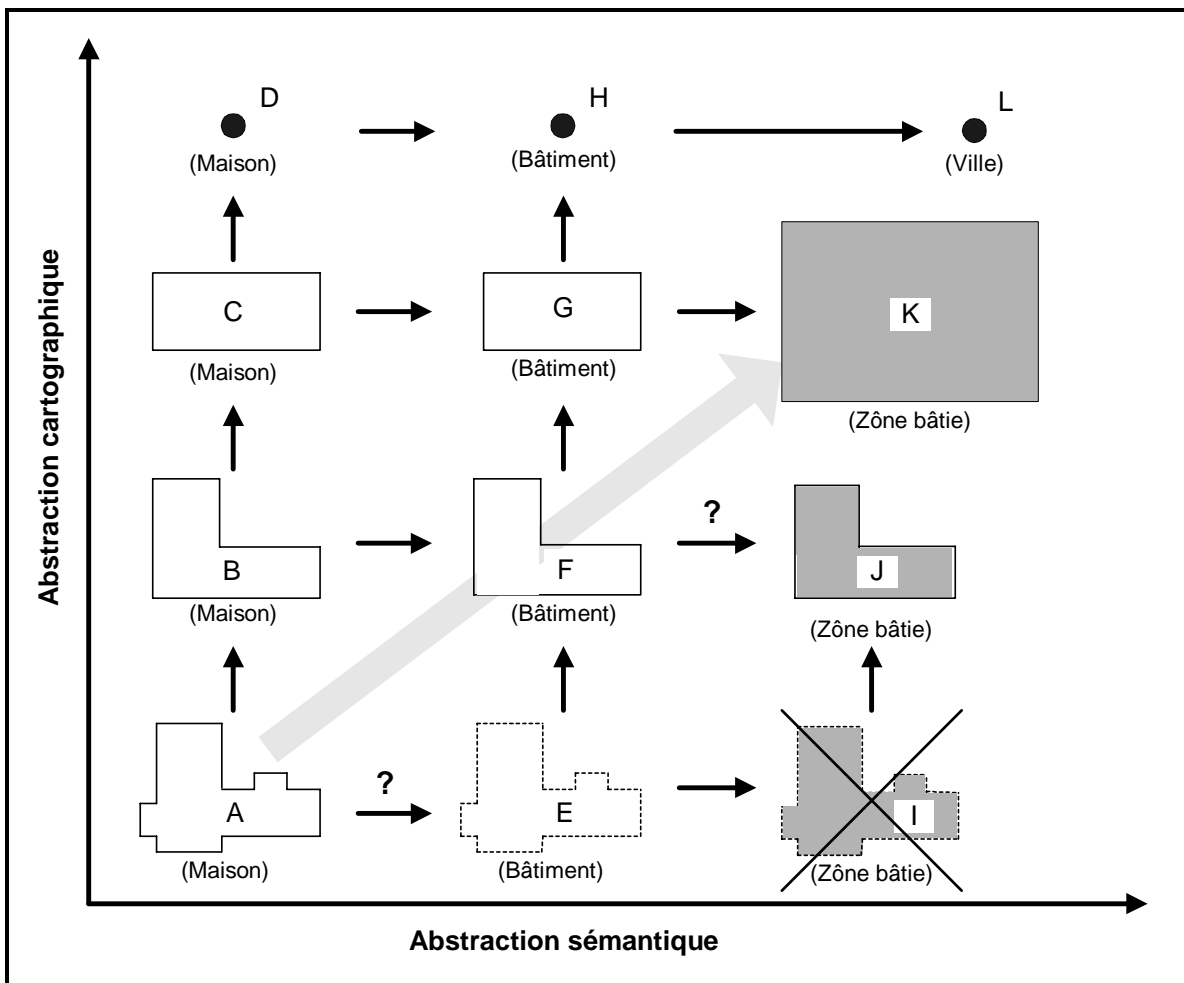 D
H
L
(Maison)
(Bâtiment)
(Ville)
C
G
K
(Maison)
(Bâtiment)
(Zône bâtie)
?
B
F
J
(Maison)
(Bâtiment)
(Zône bâtie)
?
A
E
I
(Maison)
(Bâtiment)
(Zône bâtie)
Abstraction cartographique
Abstraction sémantique